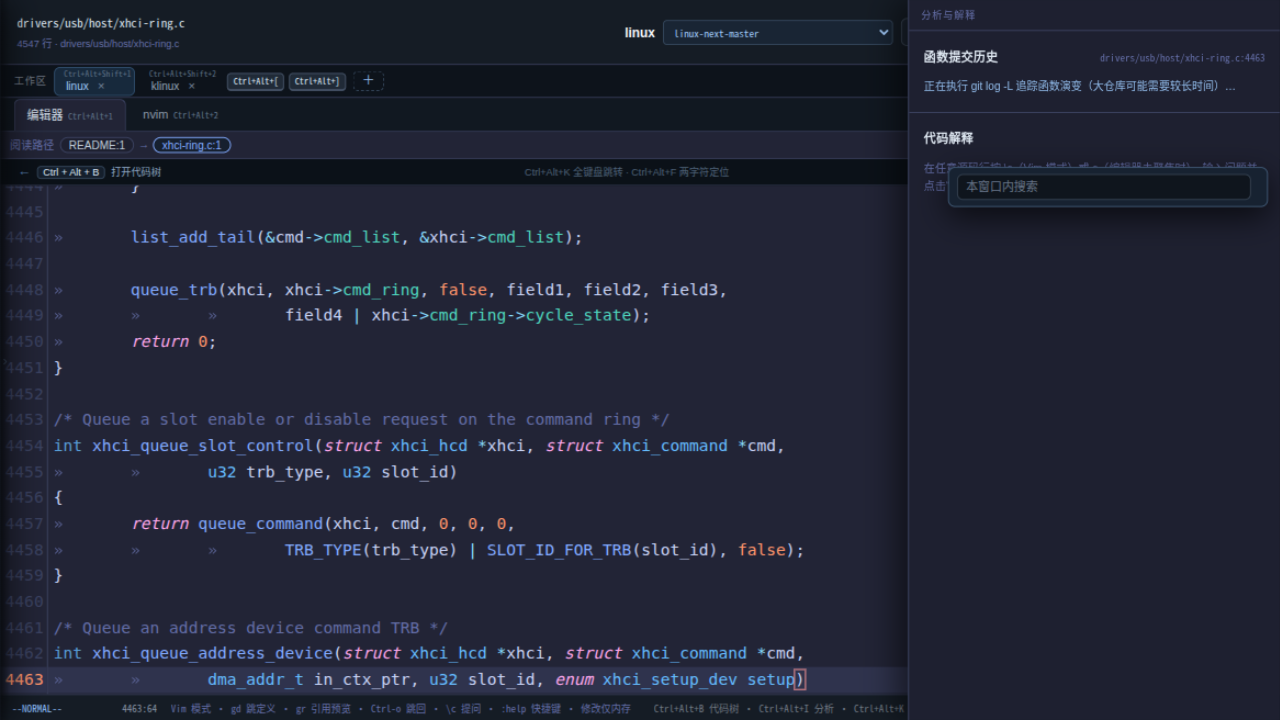 drivers/usb/host/xhci-ring.c
4547 行 · drivers/usb/host/xhci-ring.c
linux
linux-next-master
工作区
Ctrl+Alt+Shift+1
linux ×
Ctrl+Alt+Shift+2
klinux ×
Ctrl+Alt+[
Ctrl+Alt+]
+
编辑器 Ctrl+Alt+1
nvim Ctrl+Alt+2
阅读路径 README:1 → xhci-ring.c:1
← Ctrl + Alt + B 打开代码树
Ctrl+Alt+K 全键盘跳转 · Ctrl+Alt+F 两字符定位
4444 » }
4445
4446 » list_add_tail(&cmd->cmd_list, &xhci->cmd_list);
4447
4448 » queue_trb(xhci, xhci->cmd_ring, false, field1, field2, field3,
4449 » » » field4 | xhci->cmd_ring->cycle_state);
4450 » return 0;
4451 }
4452
4453 /* Queue a slot enable or disable request on the command ring */
4454 int xhci_queue_slot_control(struct xhci_hcd *xhci, struct xhci_command *cmd,
4455 » » u32 trb_type, u32 slot_id)
4456 {
4457 » return queue_command(xhci, cmd, 0, 0, 0,
4458 » » » TRB_TYPE(trb_type) | SLOT_ID_FOR_TRB(slot_id), false);
4459 }
4460
4461 /* Queue an address device command TRB */
4462 int xhci_queue_address_device(struct xhci_hcd *xhci, struct xhci_command *cmd,
4463 » » dma_addr_t in_ctx_ptr, u32 slot_id, enum xhci_setup_dev setup)
--NORMAL-- 4463:64 Vim 模式 · gd 跳定义 · gr 引用预览 · Ctrl-o 跳回 · \c 提问 · :help 快捷键 · 修改仅内存 Ctrl+Alt+B 代码树 · Ctrl+Alt+I 分析 · Ctrl+Alt+K
分析与解释
函数提交历史
drivers/usb/host/xhci-ring.c:4463
正在执行 git log -L 追踪函数演变（大仓库可能需要较长时间）…
代码解释
点击
本窗口内搜索